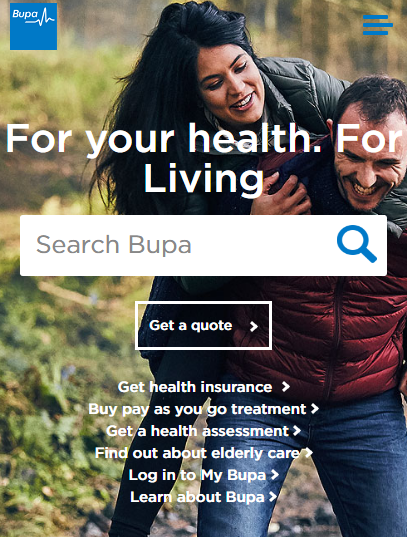 Bupa
For your health. For
Living
Search Bupa
Get a quote
Get health insurance
Buy pay as you go treatment
Get a health assessment
Find out about elderly care
Log in to My Bupa
Learn about Bupa